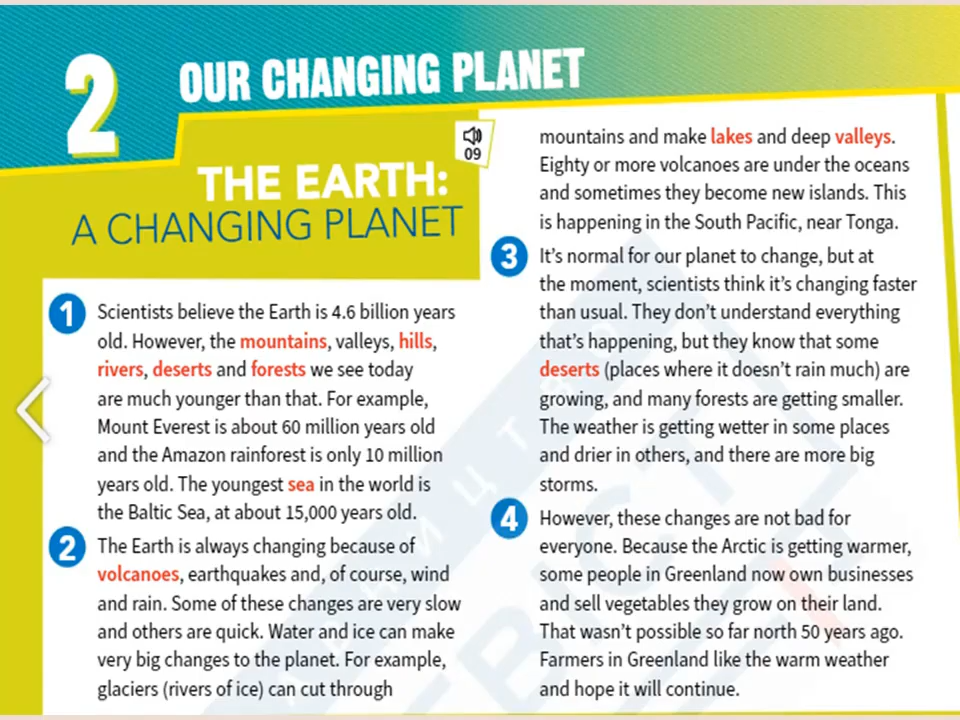 2
OUR CHANGING PLANET
09
THE EARTH:
A CHANGING PLANET
1
Scientists believe the Earth is 4.6 billion years
old. However, the mountains, valleys, hills,
rivers, deserts and forests we see today
are much younger than that. For example,
Mount Everest is about 60 million years old
and the Amazon rainforest is only 10 million
years old. The youngest sea in the world is
the Baltic Sea, at about 15,000 years old.
2
The Earth is always changing because of
volcanoes, earthquakes and, of course, wind
and rain. Some of these changes are very slow
and others are quick. Water and ice can make
very big changes to the planet. For example,
glaciers (rivers of ice) can cut through
mountains and make lakes and deep valleys.
Eighty or more volcanoes are under the oceans
and sometimes they become new islands. This
is happening in the South Pacific, near Tonga.
3
It's normal for our planet to change, but at
the moment, scientists think it's changing faster
than usual. They don't understand everything
that's happening, but they know that some
deserts (places where it doesn't rain much) are
growing, and many forests are getting smaller.
The weather is getting wetter in some places
and drier in others, and there are more big
storms.
4
However, these changes are not bad for
everyone. Because the Arctic is getting warmer,
some people in Greenland now own businesses
and sell vegetables they grow on their land.
That wasn't possible so far north 50 years ago.
Farmers in Greenland like the warm weather
and hope it will continue.